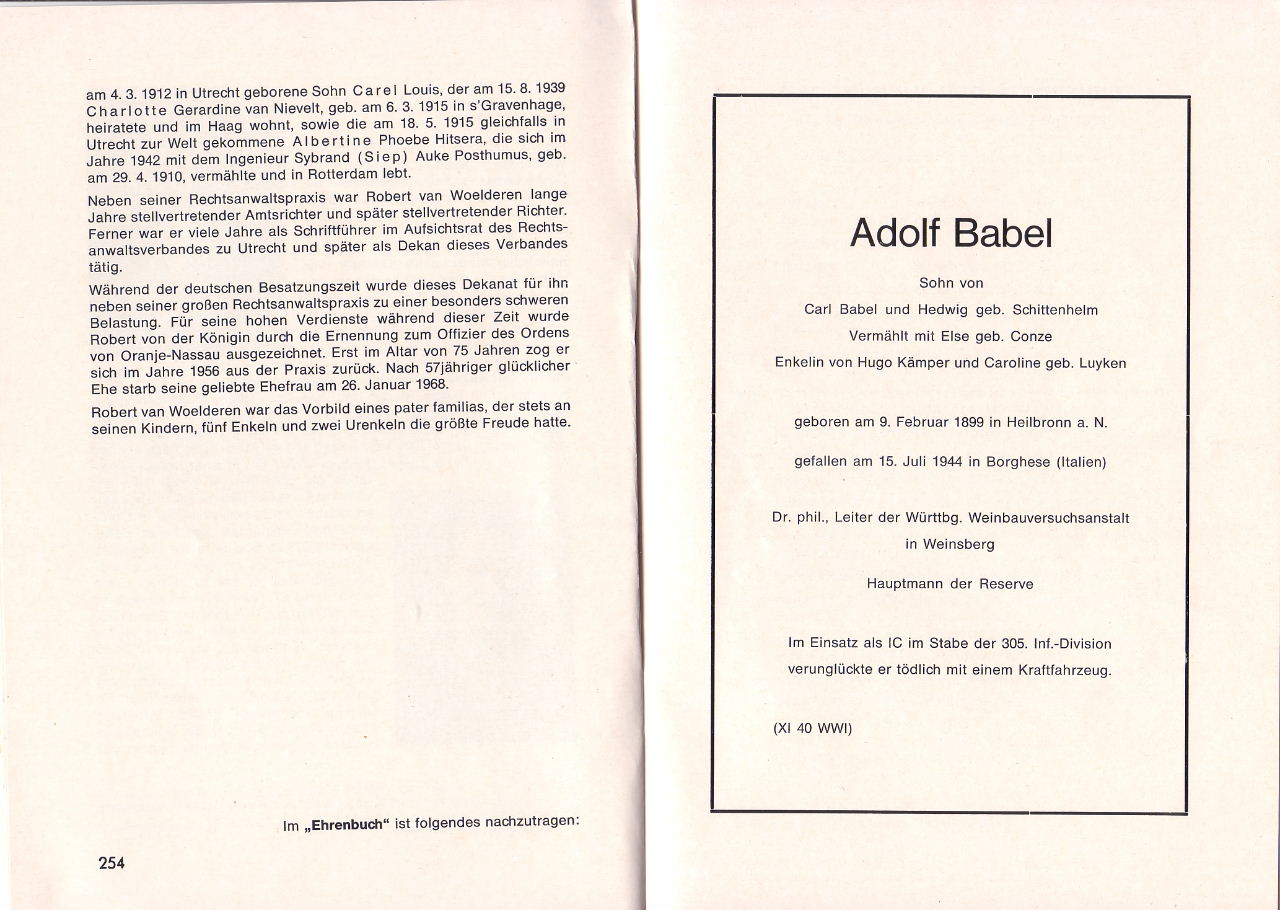 am 4. 3. 1912 in Utrecht geborene Sohn Carel Louis, der am 15. 8. 1939
Charlotte Gerardine van Nievelt, geb. am 6. 3. 1915 in s'Gravenhage,
heiratete und im Haag wohnt, sowie die am 18. 5. 1915 gleichfalls in
Utrecht zur Welt gekommene Albertine Phoebe Hitsera, die sich im
Jahre 1942 mit dem Ingenieur Sybrand (Siep) Auke Posthumus, geb.
am 29. 4. 1910, vermählte und in Rotterdam lebt.
Neben seiner Rechtsanwaltspraxis war Robert van Woelderen lange
Jahre stellvertretender Amtsrichter und später stellvertretender Richter.
Ferner war er viele Jahre als Schriftführer im Aufsichtsrat des Rechts-
anwaltsverbandes zu Utrecht und später als Dekan dieses Verbandes
tätig.
Während der deutschen Besatzungszeit wurde dieses Dekanat für ihn
neben seiner großen Rechtsanwaltspraxis zu einer besonders schweren
Belastung. Für seine hohen Verdienste während dieser Zeit wurde
Robert von der Königin durch die Ernennung zum Offizier des Ordens
von Oranje-Nassau ausgezeichnet. Erst im Altar von 75 Jahren zog er
sich im Jahre 1956 aus der Praxis zurück. Nach 57jähriger glücklicher
Ehe starb seine geliebte Ehefrau am 26. Januar 1968.
Robert van Woelderen war das Vorbild eines pater familias, der stets an
seinen Kindern, fünf Enkeln und zwei Urenkeln die größte Freude hatte.
Im „Ehrenbuch“ ist folgendes nachzutragen:
254
Adolf Babel
Sohn von
Carl Babel und Hedwig geb. Schittenhelm
Vermählt mit Else geb. Conze
Enkelin von Hugo Kämper und Caroline geb. Luyken
geboren am 9. Februar 1899 in Heilbronn a. N.
gefallen am 15. Juli 1944 in Borghese (Italien)
Dr. phil., Leiter der Württbg. Weinbauversuchsanstalt
in Weinsberg
Hauptmann der Reserve
Im Einsatz als IC im Stabe der 305. Inf.-Division
verunglückte er tödlich mit einem Kraftfahrzeug.
(XI 40 WWI)